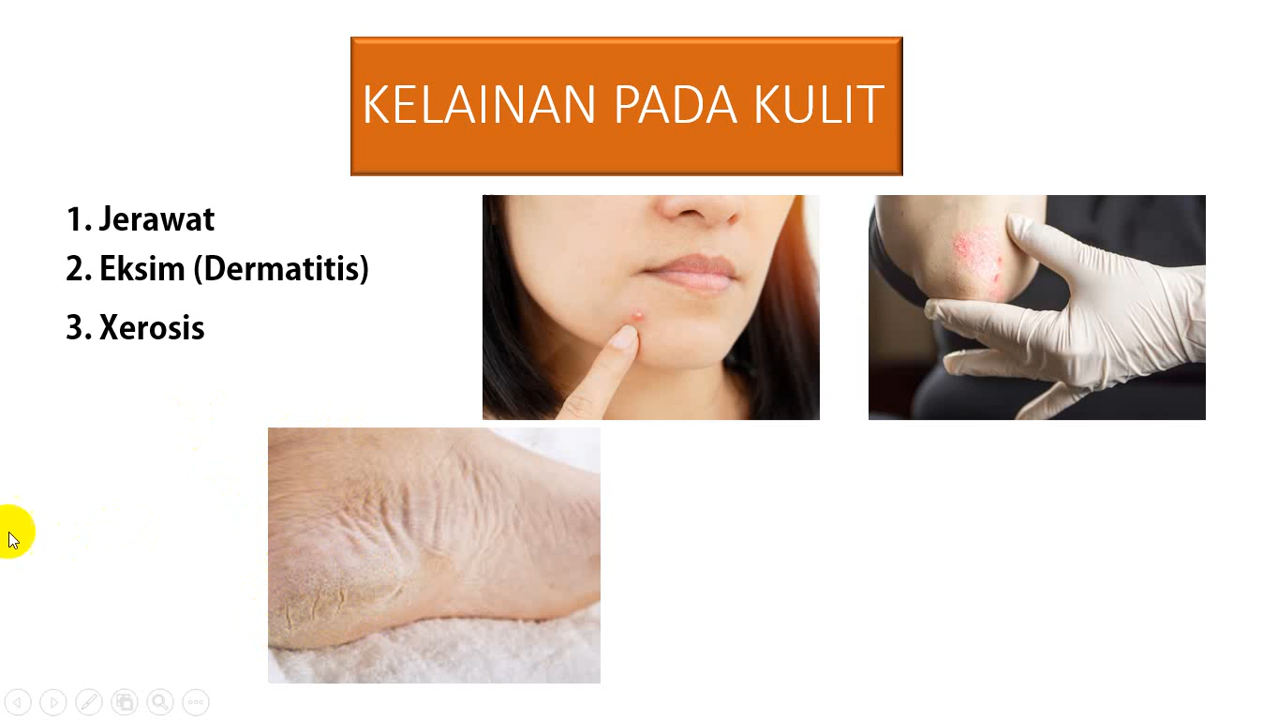 KELAINAN PADA KULIT
1. Jerawat
2. Eksim (Dermatitis)
3. Xerosis